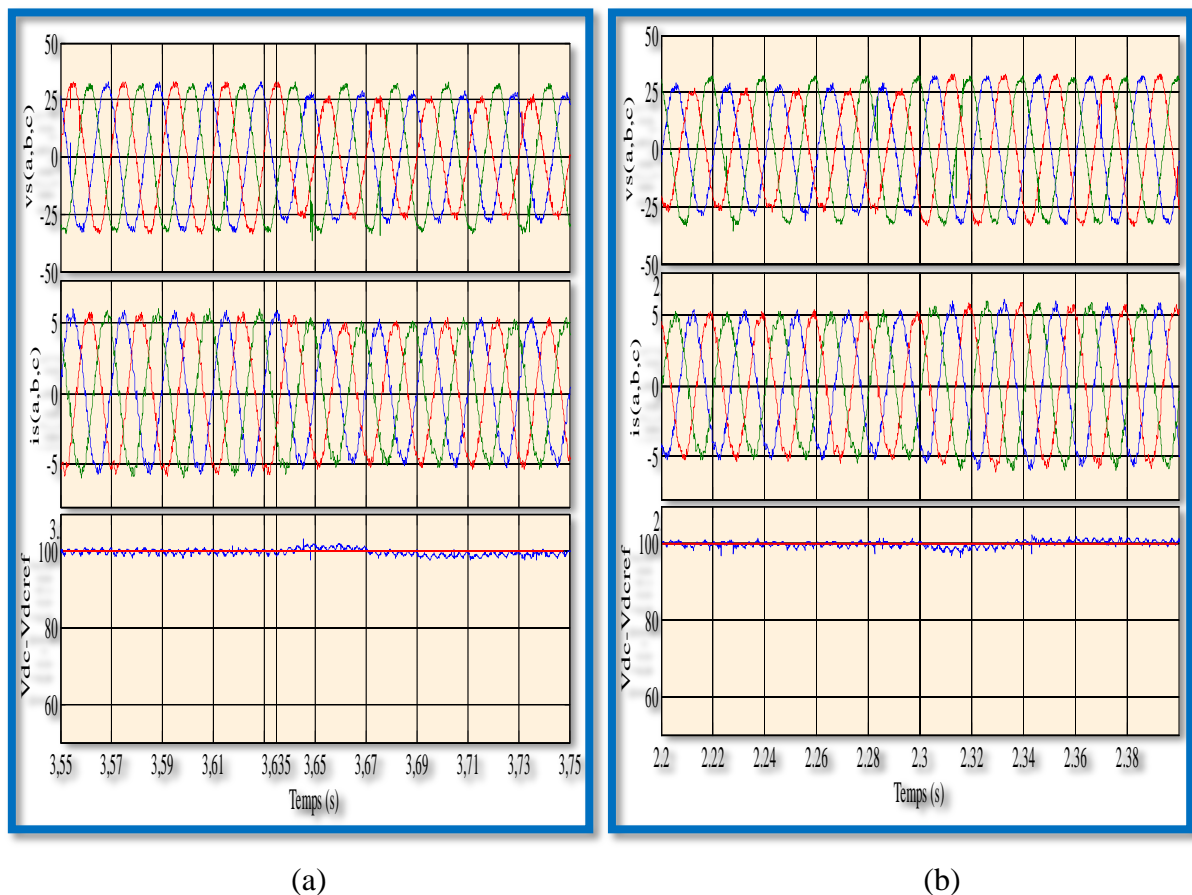 50
25
0
-25
-50
vs(a,b,c)
5
0
-5
is(a,b,c)
3.
100
80
60
Vdc-Vdcref
3,55 3,57 3,59 3,61 3,635 3,65 3,67 3,69 3,71 3,73 3,75
Temps (s)
(a)
50
25
0
-25
-50
vs(a,b,c)
2
5
0
-5
is(a,b,c)
2
100
80
60
Vdc-Vdcref
2.2 2.22 2.24 2.26 2.28 2.3 2.32 2.34 2.36 2.38
Temps (s)
(b)